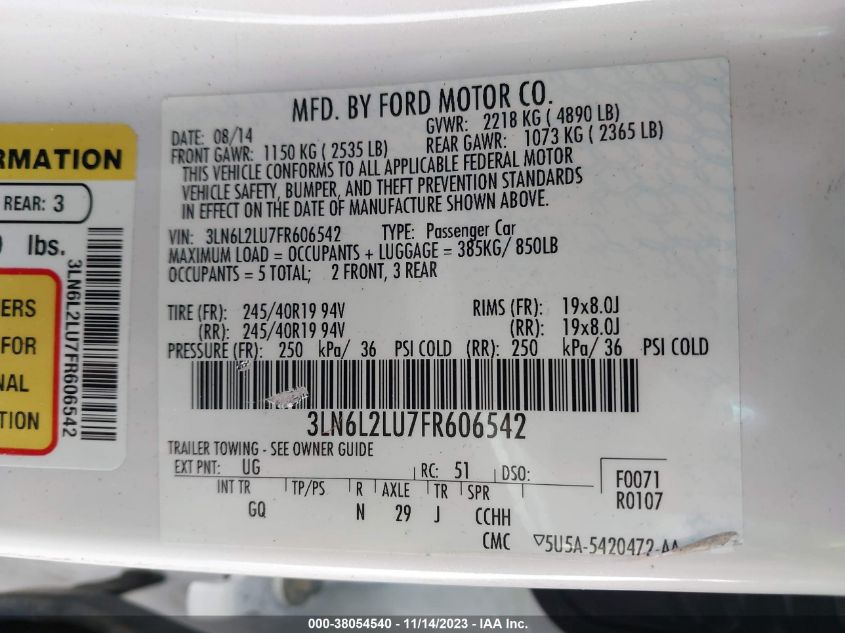 MFD. BY FORD MOTOR CO.
DATE: 08/14 GVWR: 2218 KG ( 4890 LB)
FRONT GAWR: 1150 KG ( 2535 LB) REAR GAWR: 1073 KG ( 2365 LB)
THIS VEHICLE CONFORMS TO ALL APPLICABLE FEDERAL MOTOR
VEHICLE SAFETY, BUMPER, AND THEFT PREVENTION STANDARDS
IN EFFECT ON THE DATE OF MANUFACTURE SHOWN ABOVE.
VIN: 3LN6L2LU7FR606542 TYPE: Passenger Car
MAXIMUM LOAD = OCCUPANTS + LUGGAGE = 385KG/ 850LB
OCCUPANTS = 5 TOTAL; 2 FRONT, 3 REAR
TIRE (FR): 245/40R19 94V RIMS (FR): 19x8.0J
(RR): 245/40R19 94V (RR): 19x8.0J
PRESSURE (FR): 250 kPa/ 36 PSI COLD (RR): 250 kPa/ 36 PSI COLD
3LN6L2LU7FR606542
TRAILER TOWING - SEE OWNER GUIDE
EXT PNT: UG RC: 51 DSO: F0071
INT TR TP/PS R AXLE TR SPR R0107
GQ N 29 J CCHH
CMC ▽5U5A-5420472-AA
RMATION
REAR: 3
lbs.
3LN6L2LU7FR606542
ERS
FOR
NAL
TION
000-38054540 - 11/14/2023 - IAA Inc.